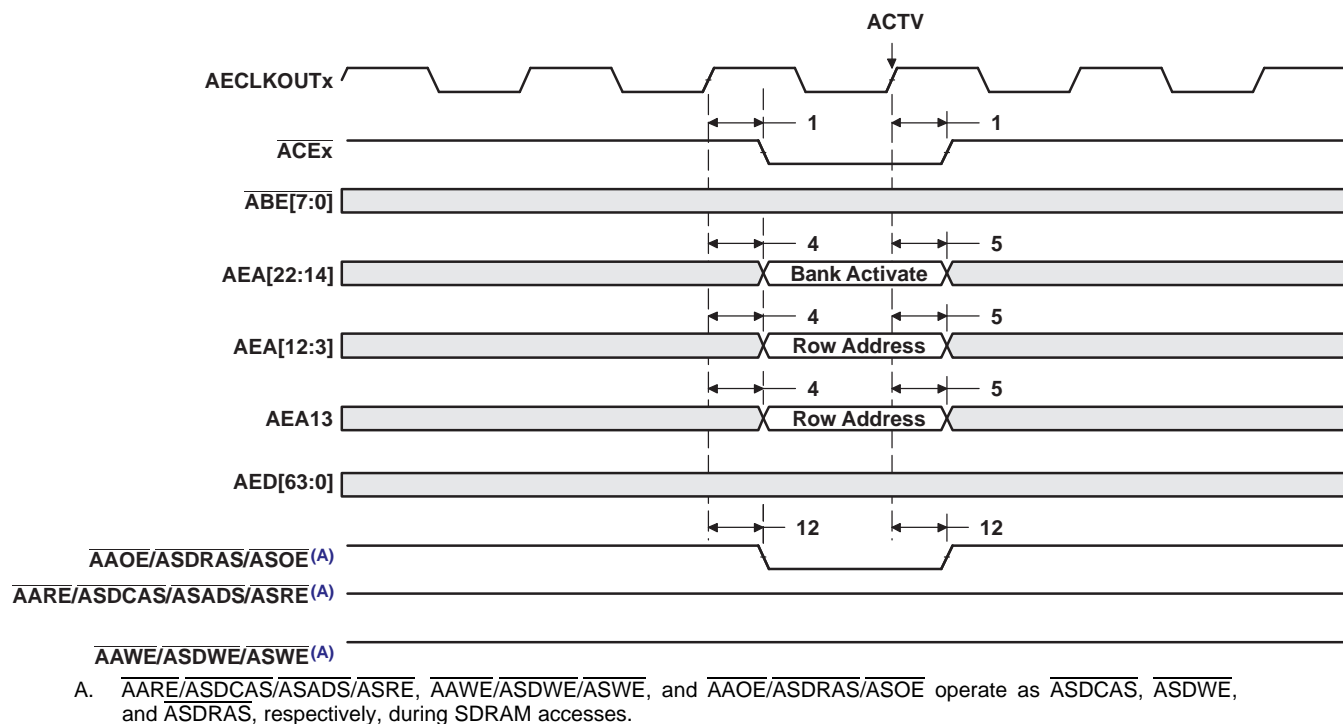 ACTV
AECLKOUTx
1 1
ACEx
ABE[7:0]
4 5
AEA[22:14] Bank Activate
4 5
AEA[12:3] Row Address
4 5
AEA13 Row Address
AED[63:0]
12 12
AAOE/ASDRAS/ASOE(A)
AARE/ASDCAS/ASADS/ASRE(A)
AAWE/ASDWE/ASWE(A)
A. AARE/ASDCAS/ASADS/ASRE, AAWE/ASDWE/ASWE, and AAOE/ASDRAS/ASOE operate as ASDCAS, ASDWE,
and ASDRAS, respectively, during SDRAM accesses.